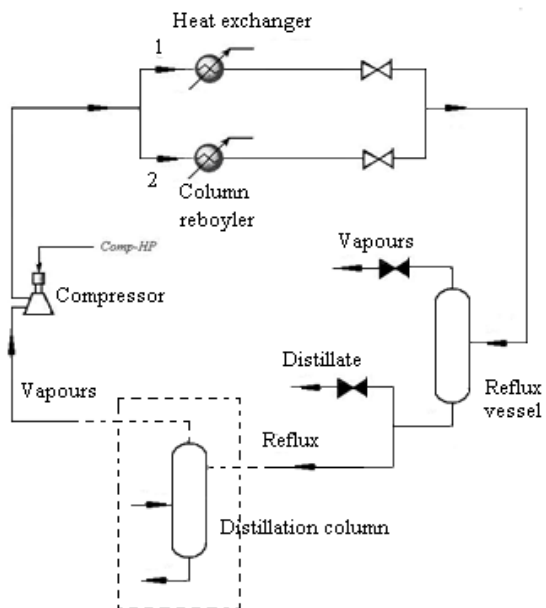 Heat exchanger
1
2
Column
reboyler
Comp-HP
Compressor
Vapours
Vapours
Distillate
Reflux
vessel
Reflux
Distillation column